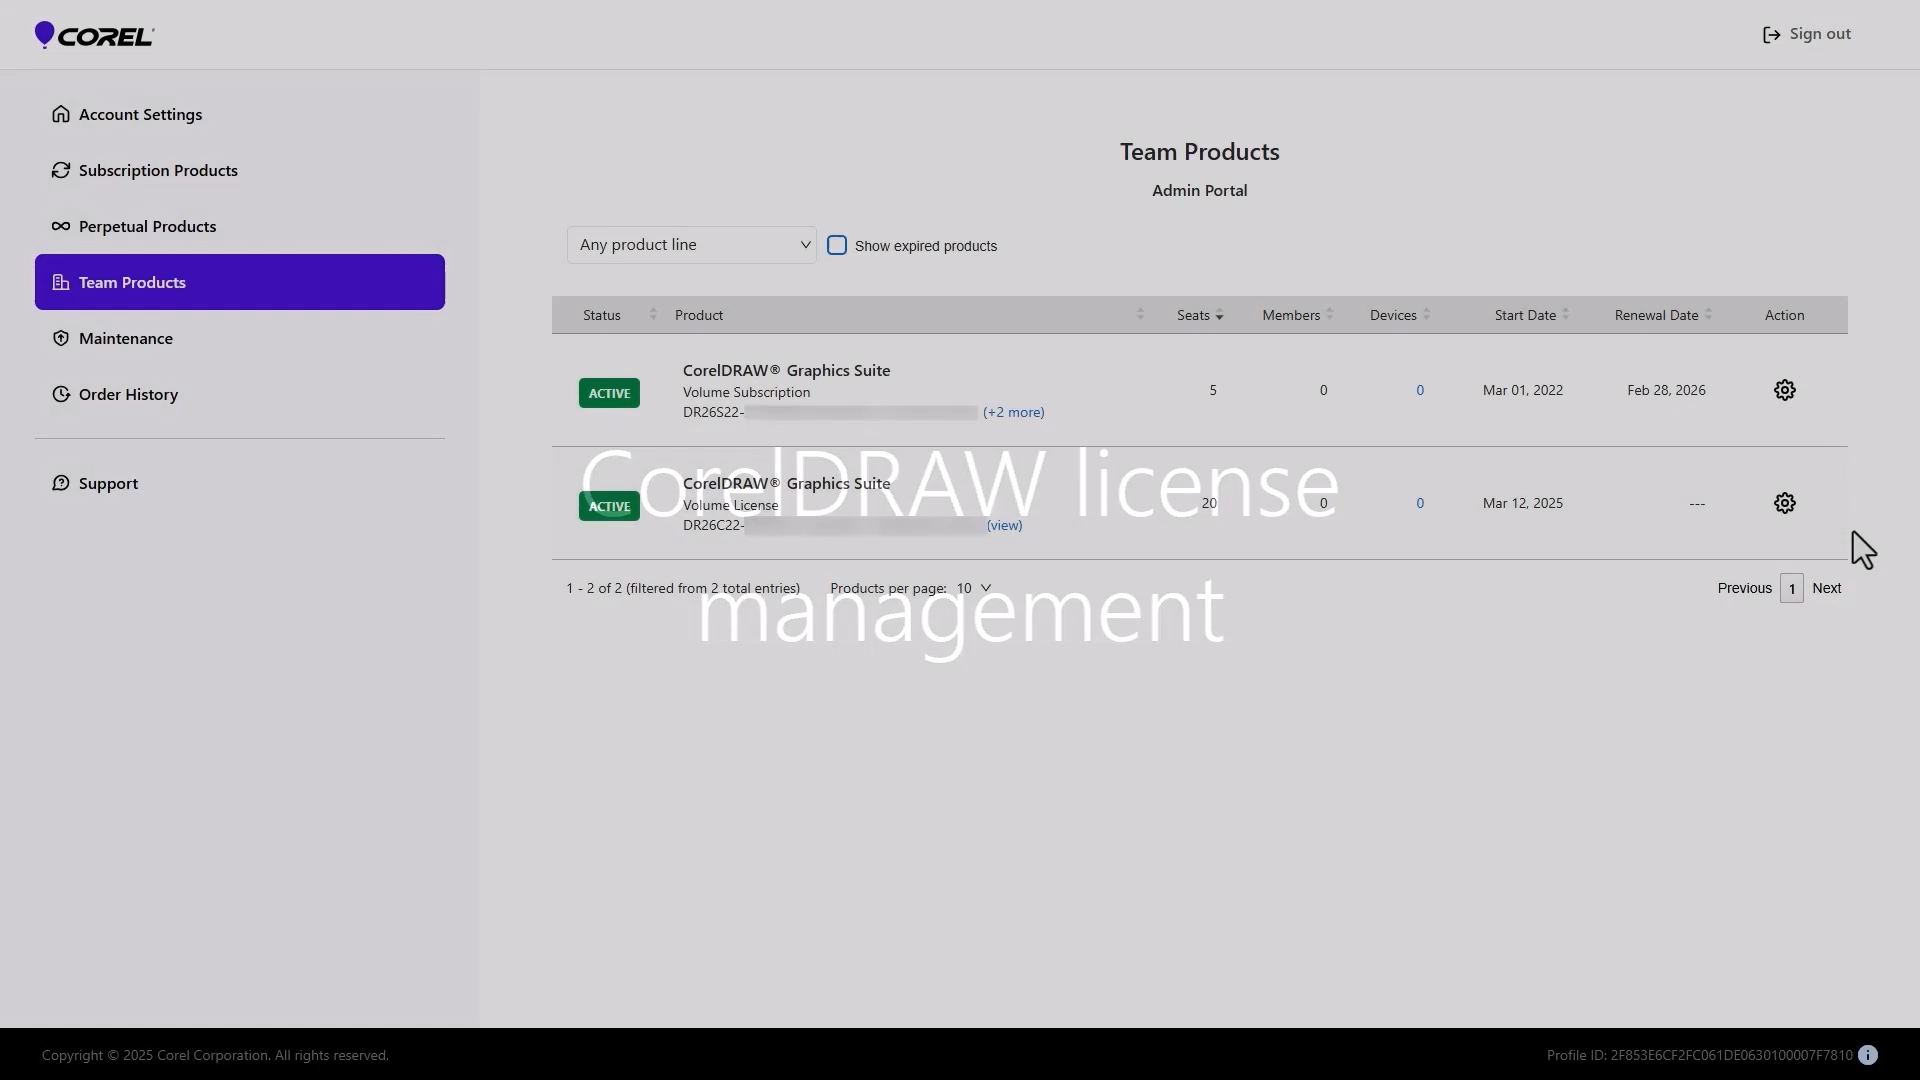 COREL
Sign out
Account Settings
Subscription Products
Perpetual Products
Team Products
Maintenance
Order History
Support
Team Products
Admin Portal
Any product line
Show expired products
Status Product Seats Members Devices Start Date Renewal Date Action
CorelDRAW® Graphics Suite
ACTIVE Volume Subscription 5 0 0 Mar 01, 2022 Feb 28, 2026
DR26S22- (+2 more)
CorelDRAW® Graphics Suite
ACTIVE Volume License 20 0 0 Mar 12, 2025 ---
DR26C22- (view)
CorelDRAW license
management
1 - 2 of 2 (filtered from 2 total entries) Products per page: 10 Previous 1 Next
Copyright © 2025 Corel Corporation. All rights reserved.
Profile ID: 2F853E6CF2FC061DE0630100007F7810